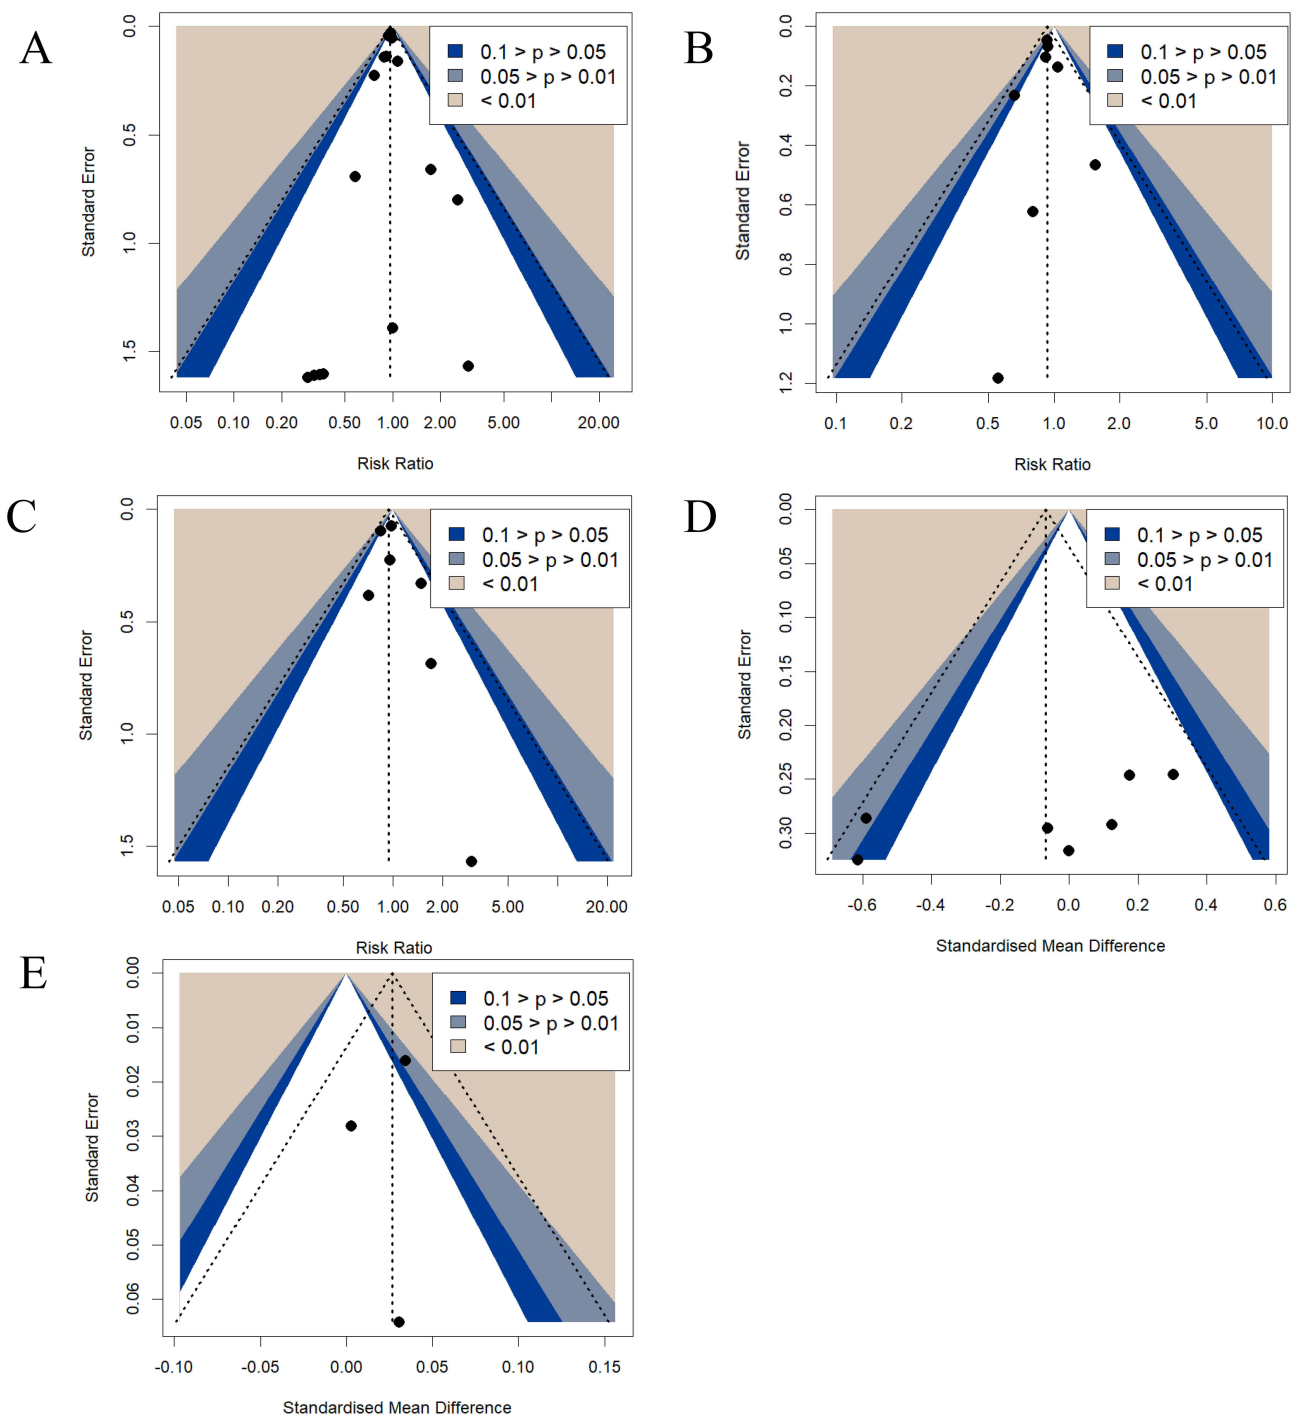 A
0.0
0.5
1.0
1.5
Standard Error
0.1 > p > 0.05
0.05 > p > 0.01
< 0.01
0.05 0.10 0.20 0.50 1.00 2.00 5.00 20.00
Risk Ratio
B
0.0
0.2
0.4
0.6
0.8
1.0
1.2
Standard Error
0.1 > p > 0.05
0.05 > p > 0.01
< 0.01
0.1 0.2 0.5 1.0 2.0 5.0 10.0
Risk Ratio
C
0.0
0.5
1.0
1.5
Standard Error
0.1 > p > 0.05
0.05 > p > 0.01
< 0.01
0.05 0.10 0.20 0.50 1.00 2.00 5.00 20.00
Risk Ratio
D
0.00
0.05
0.10
0.15
0.20
0.25
0.30
Standard Error
0.1 > p > 0.05
0.05 > p > 0.01
< 0.01
-0.6 -0.4 -0.2 0.0 0.2 0.4 0.6
Standardised Mean Difference
E
0.00
0.01
0.02
0.03
0.04
0.05
0.06
Standard Error
0.1 > p > 0.05
0.05 > p > 0.01
< 0.01
-0.10 -0.05 0.00 0.05 0.10 0.15
Standardised Mean Difference